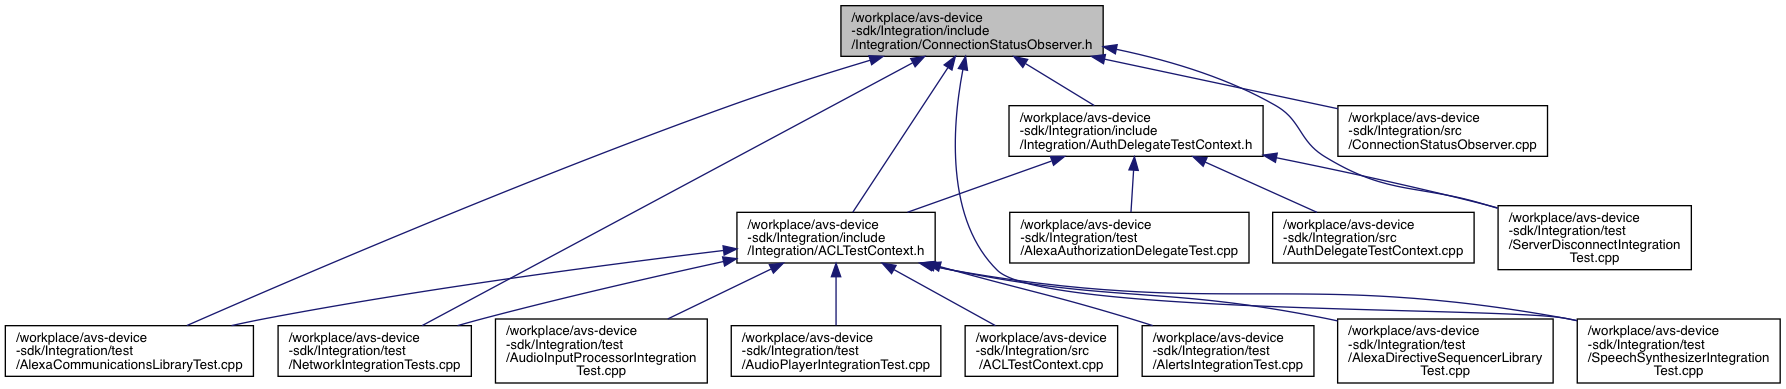 /workplace/avs-device
-sdk/Integration/include
/Integration/ConnectionStatusObserver.h
/workplace/avs-device
-sdk/Integration/include
/Integration/AuthDelegateTestContext.h
/workplace/avs-device
-sdk/Integration/src
/ConnectionStatusObserver.cpp
/workplace/avs-device
-sdk/Integration/include
/Integration/ACLTestContext.h
/workplace/avs-device
-sdk/Integration/test
/AlexaAuthorizationDelegateTest.cpp
/workplace/avs-device
-sdk/Integration/src
/AuthDelegateTestContext.cpp
/workplace/avs-device
-sdk/Integration/test
/ServerDisconnectIntegration
Test.cpp
/workplace/avs-device
-sdk/Integration/test
/AlexaCommunicationsLibraryTest.cpp
/workplace/avs-device
-sdk/Integration/test
/NetworkIntegrationTests.cpp
/workplace/avs-device
-sdk/Integration/test
/AudioInputProcessorIntegration
Test.cpp
/workplace/avs-device
-sdk/Integration/test
/AudioPlayerIntegrationTest.cpp
/workplace/avs-device
-sdk/Integration/src
/ACLTestContext.cpp
/workplace/avs-device
-sdk/Integration/test
/AlertsIntegrationTest.cpp
/workplace/avs-device
-sdk/Integration/test
/AlexaDirectiveSequencerLibrary
Test.cpp
/workplace/avs-device
-sdk/Integration/test
/SpeechSynthesizerIntegration
Test.cpp